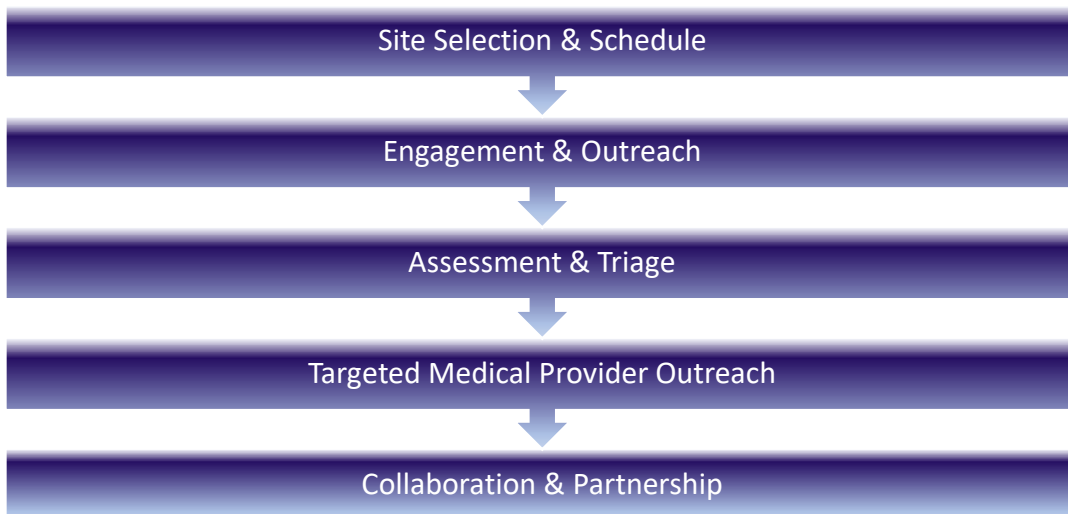 Site Selection & Schedule
Engagement & Outreach
Assessment & Triage
Targeted Medical Provider Outreach
Collaboration & Partnership